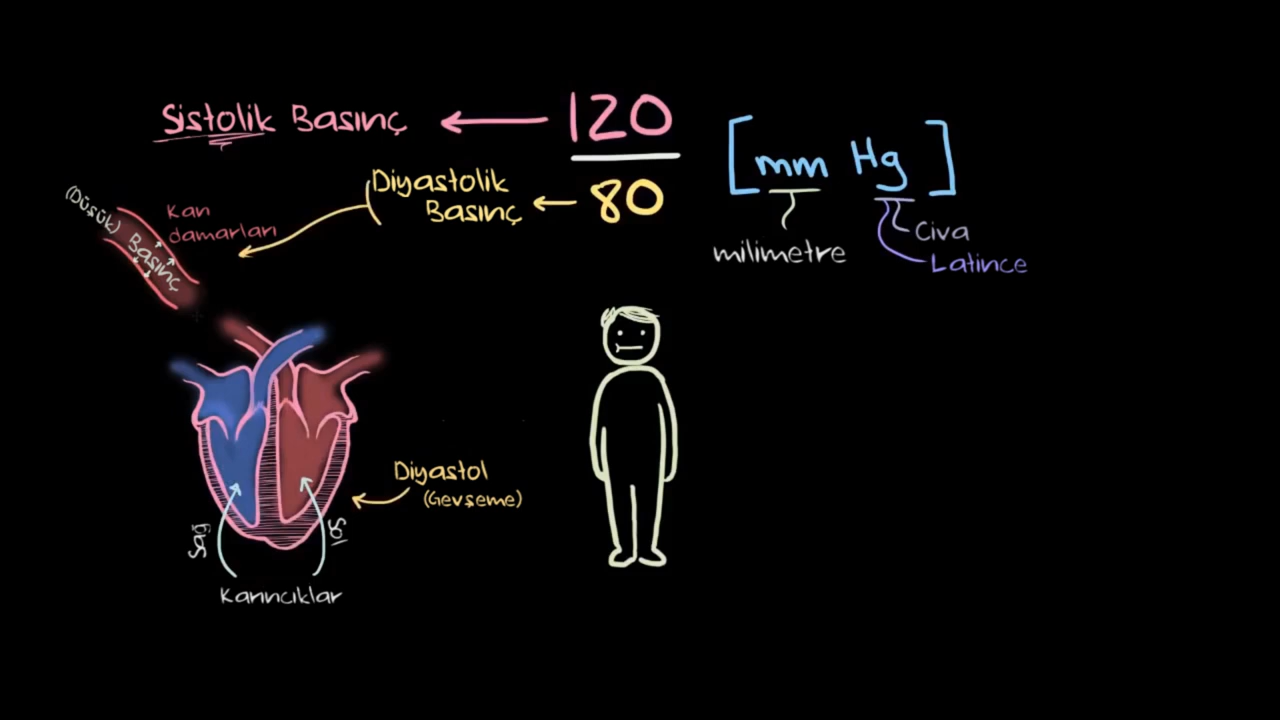 Sistolik Basınç
120
[mm Hg]
Diyastolik
Basınç
80
Kan
damarları
(Düşük) Basınç
milimetre
Civa
Latince
Diyastol
(Gevşeme)
Sağ
Sol
Karıncıklar